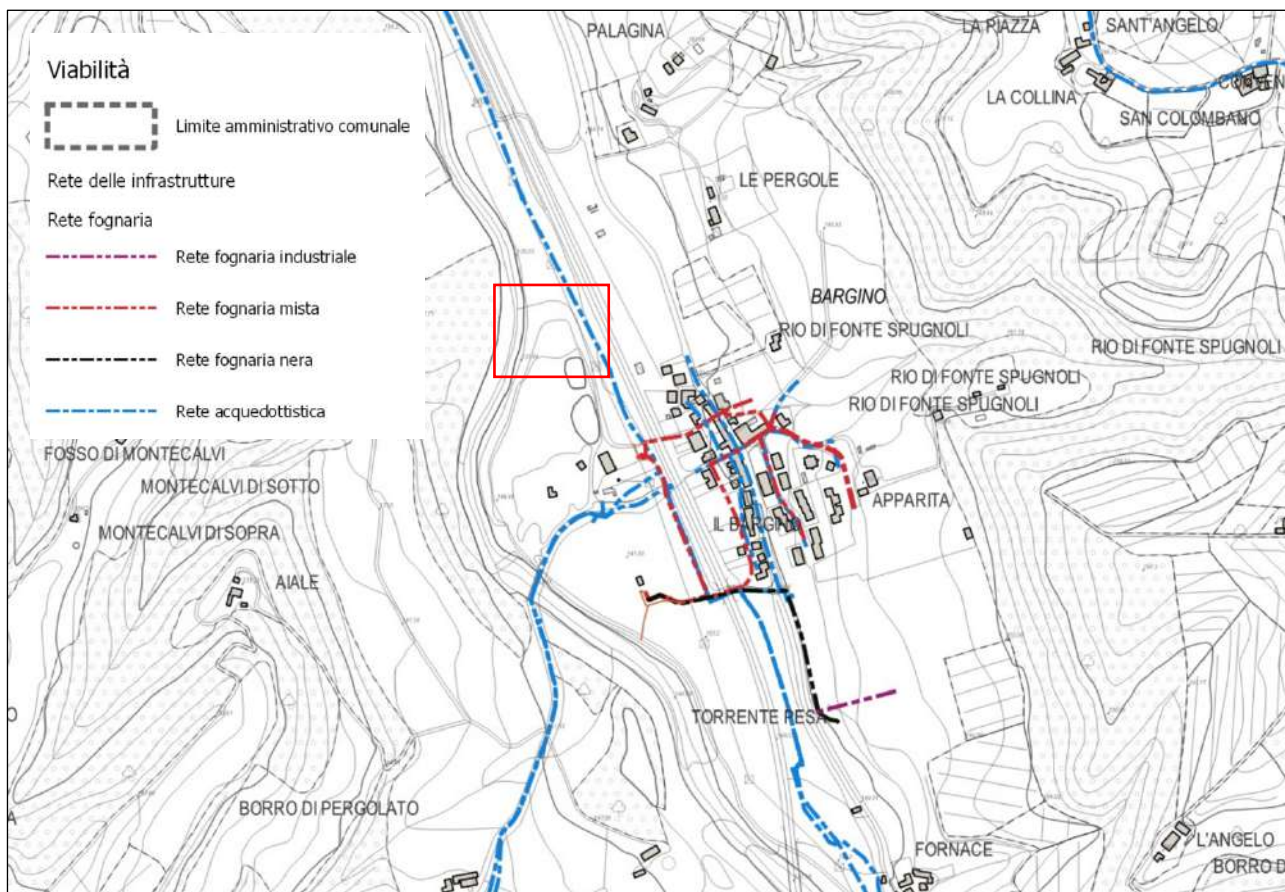 PALAGINA
LA PIAZZA
SANT'ANGELO
LA COLLINA
SAN COLOMBANO
Viabilità
Limite amministrativo comunale
Rete delle infrastrutture
Rete fognaria
Rete fognaria industriale
Rete fognaria mista
Rete fognaria nera
Rete acquedottistica
LE PERGOLE
BARGINO
RIO DI FONTE SPUGNOLI
RIO DI FONTE SPUGNOLI
RIO DI FONTE SPUGNOLI
RIO DI FONTE SPUGNOLI
FOSSO DI MONTECALVI
MONTECALVI DI SOTTO
MONTECALVI DI SOPRA
APPARITA
IL BARGINO
AIALE
TORRENTE PESA
BORRO DI PERGOLATO
FORNACE
L'ANGELO
BORRO D